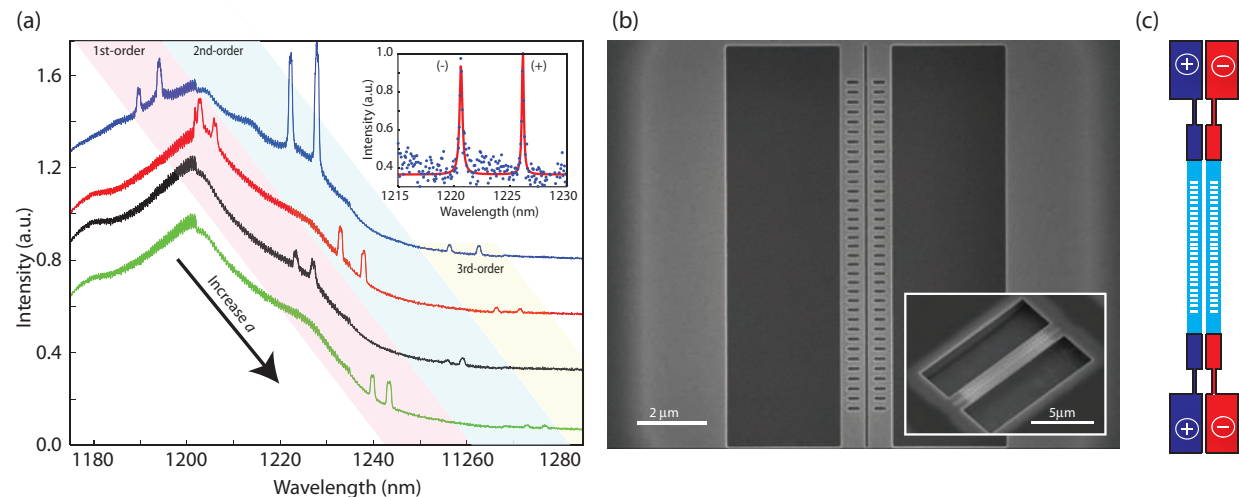 (a)
1st-order
2nd-order
3rd-order
Increase a
Intensity (a.u.)
1.6
1.2
0.8
0.4
0.0
1180
1200
1220
1240
11260
1280
Wavelength (nm)
(-)
(+)
Intensity (a.u.)
1.0
0.8
0.6
0.4
1215
1220
1225
1230
Wavelength (nm)
(b)
2 μm
5μm
(c)
+
−
+
−